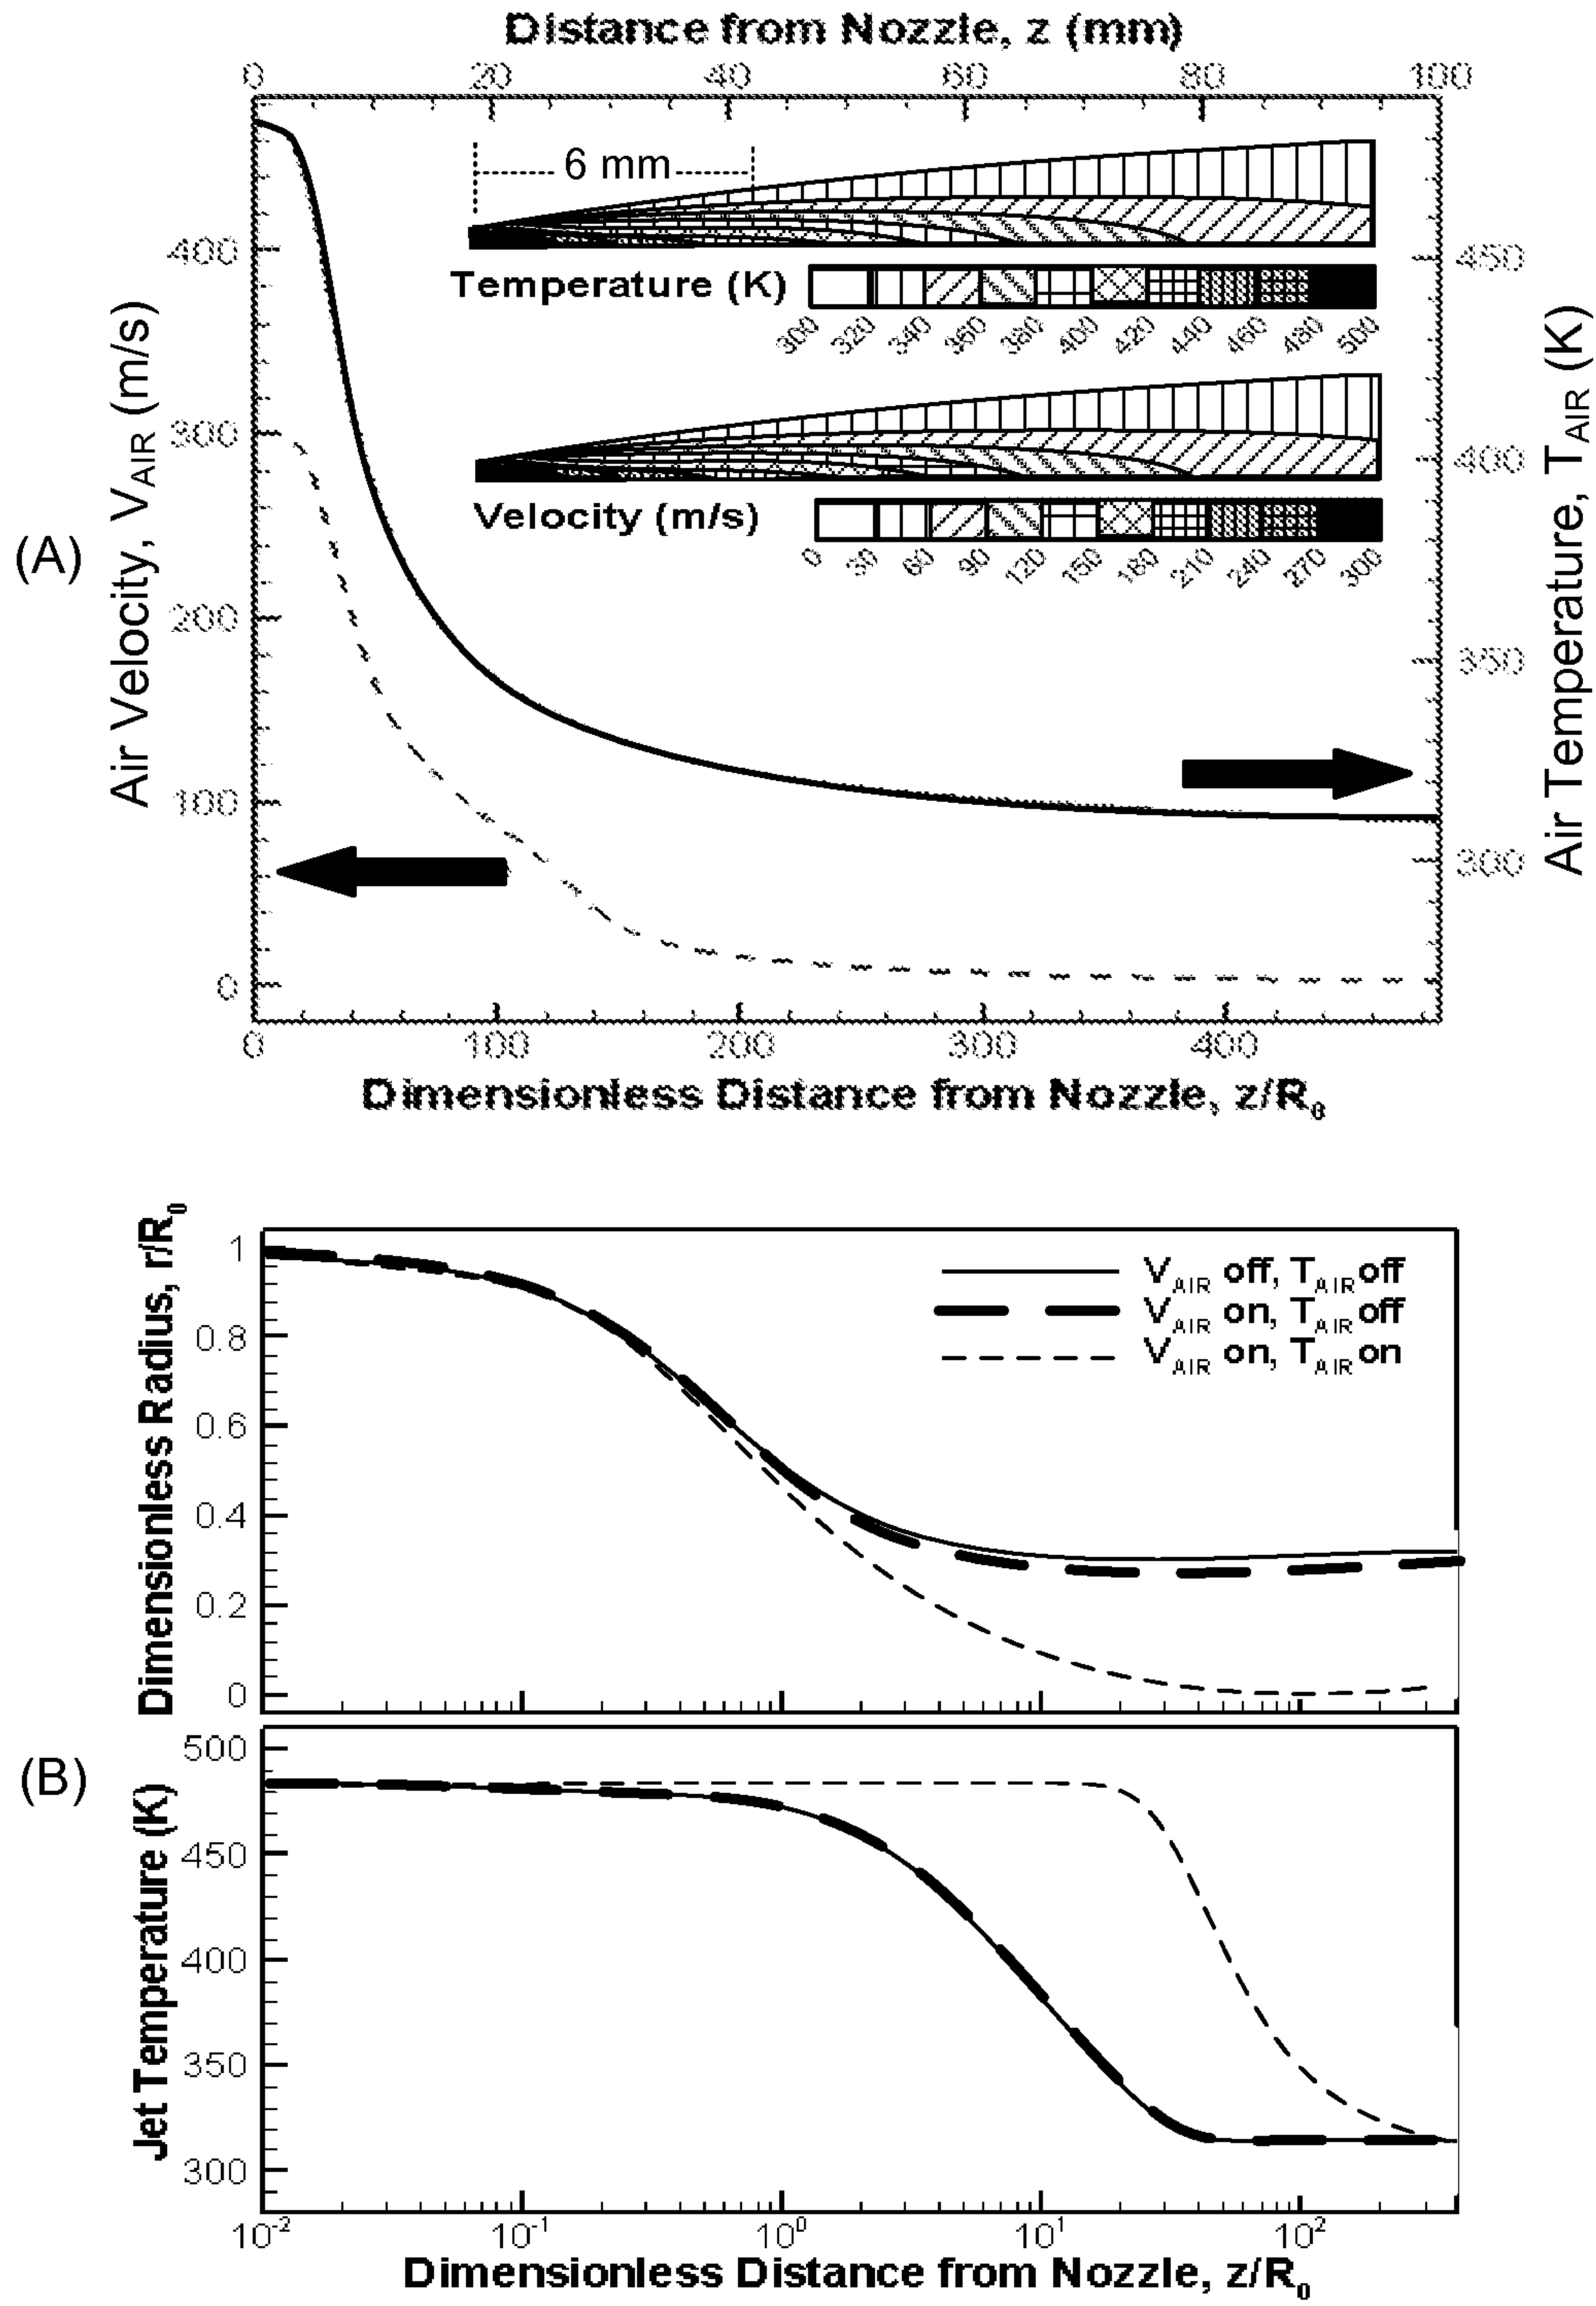 Distance from Nozzle, z (mm)
0 20 40 60 80 100
6 mm
Temperature (K)
300 320 340 360 380 400 420 440 460 480 500
Velocity (m/s)
0 30 60 90 120 150 180 210 240 270 300
(A)
Air Velocity, VAIR (m/s)
400
300
200
100
0
Air Temperature, TAIR (K)
450
400
350
300
0 100 200 300 400
Dimensionless Distance from Nozzle, z/R0
(B)
Dimensionless Radius, r/R0
1
0.8
0.6
0.4
0.2
0
VAIR off, TAIR off
VAIR on, TAIR off
VAIR on, TAIR on
Jet Temperature (K)
500
450
400
350
300
10-2 10-1 100 101 102
Dimensionless Distance from Nozzle, z/R0